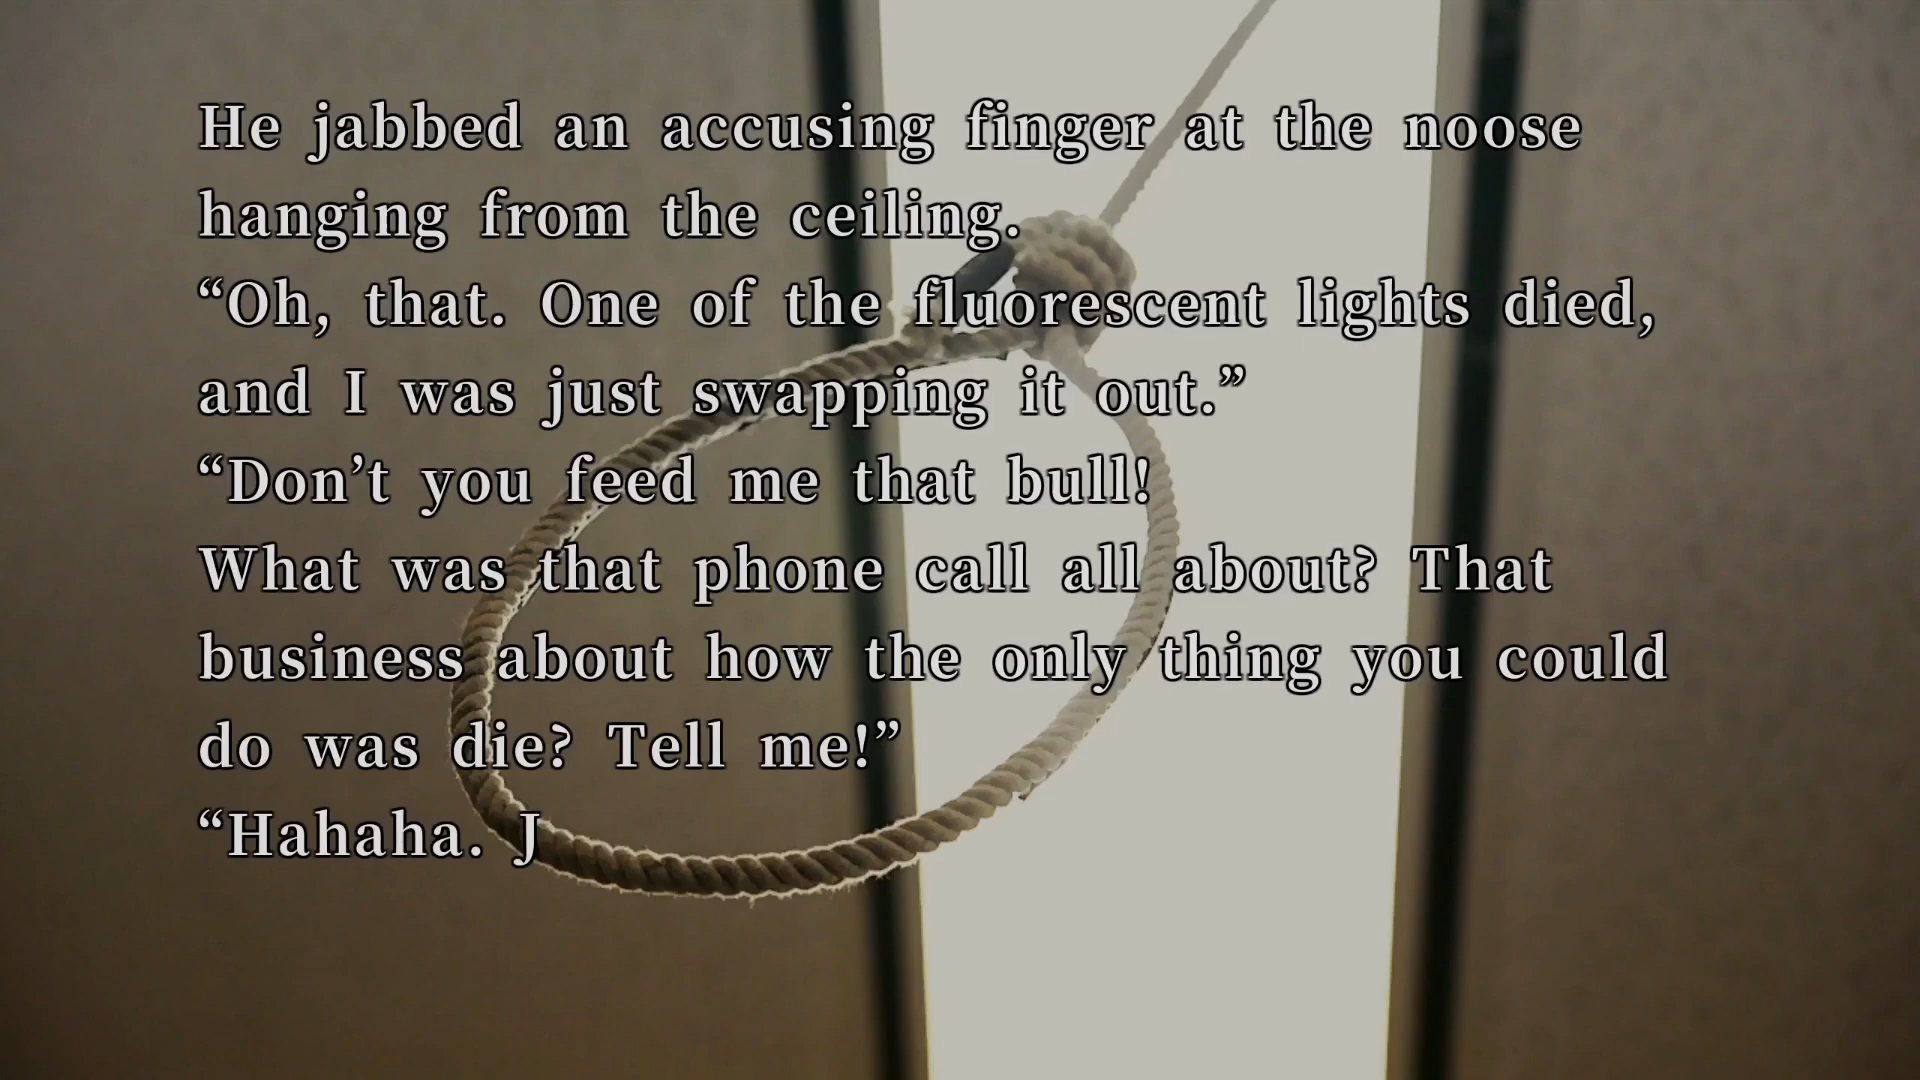 He jabbed an accusing finger at the noose
hanging from the ceiling.
“Oh, that. One of the fluorescent lights died,
and I was just swapping it out.”
“Don’t you feed me that bull!
What was that phone call all about? That
business about how the only thing you could
do was die? Tell me!”
“Hahaha. J